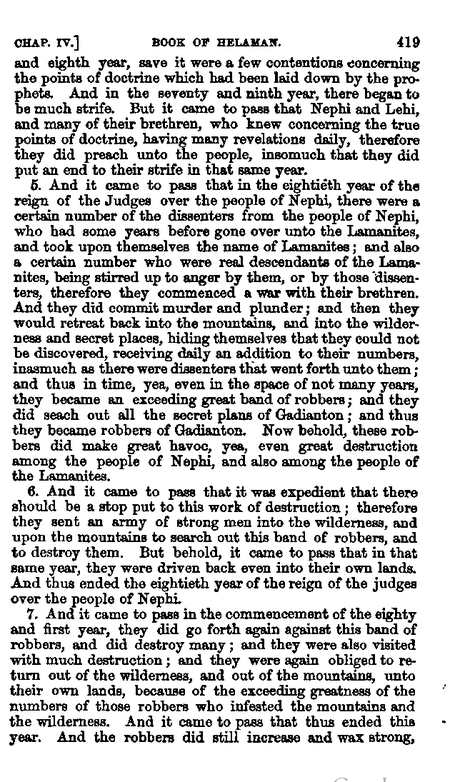 CHAP. IV.] BOOK OF HELAMAN. 419
and eighth year, save it were a few contentions concerning
the points of doctrine which had been laid down by the pro-
phets. And in the seventy and ninth year, there began to
be much strife. But it came to pass that Nephi and Lehi,
and many of their brethren, who knew concerning the true
points of doctrine, having many revelations daily, therefore
they did preach unto the people, insomuch that they did
put an end to their strife in that same year.
5. And it came to pass that in the eightieth year of the
reign of the Judges over the people of Nephi, there were a
certain number of the dissenters from the people of Nephi,
who had some years before gone over unto the Lamanites,
and took upon themselves the name of Lamanites; and also
a certain number who were real descendants of the Lama-
nites, being stirred up to anger by them, or by those dissen-
ters, therefore they commenced a war with their brethren.
And they did commit murder and plunder; and then they
would retreat back into the mountains, and into the wilder-
ness and secret places, hiding themselves that they could not
be discovered, receiving daily an addition to their numbers,
inasmuch as there were dissenters that went forth unto them;
and thus in time, yea, even in the space of not many years,
they became an exceeding great band of robbers; and they
did seach out all the secret plans of Gadianton; and thus
they became robbers of Gadianton. Now behold, these rob-
bers did make great havoc, yea, even great destruction
among the people of Nephi, and also among the people of
the Lamanites.
6. And it came to pass that it was expedient that there
should be a stop put to this work of destruction; therefore
they sent an army of strong men into the wilderness, and
upon the mountains to search out this band of robbers, and
to destroy them. But behold, it came to pass that in that
same year, they were driven back even into their own lands.
And thus ended the eightieth year of the reign of the judges
over the people of Nephi.
7. And it came to pass in the commencement of the eighty
and first year, they did go forth again against this band of
robbers, and did destroy many; and they were also visited
with much destruction; and they were again obliged to re-
turn out of the wilderness, and out of the mountains, unto
their own lands, because of the exceeding greatness of the
numbers of those robbers who infested the mountains and
the wilderness. And it came to pass that thus ended this
year. And the robbers did still increase and wax strong,